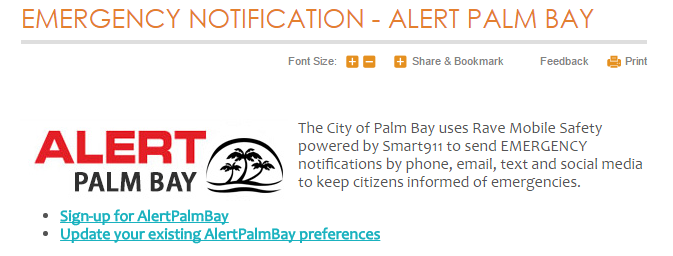 EMERGENCY NOTIFICATION - ALERT PALM BAY
Font Size: + - + Share & Bookmark Feedback Print
ALERT
PALM BAY
The City of Palm Bay uses Rave Mobile Safety
powered by Smart911 to send EMERGENCY
notifications by phone, email, text and social media
to keep citizens informed of emergencies.
• Sign-up for AlertPalmBay
• Update your existing AlertPalmBay preferences